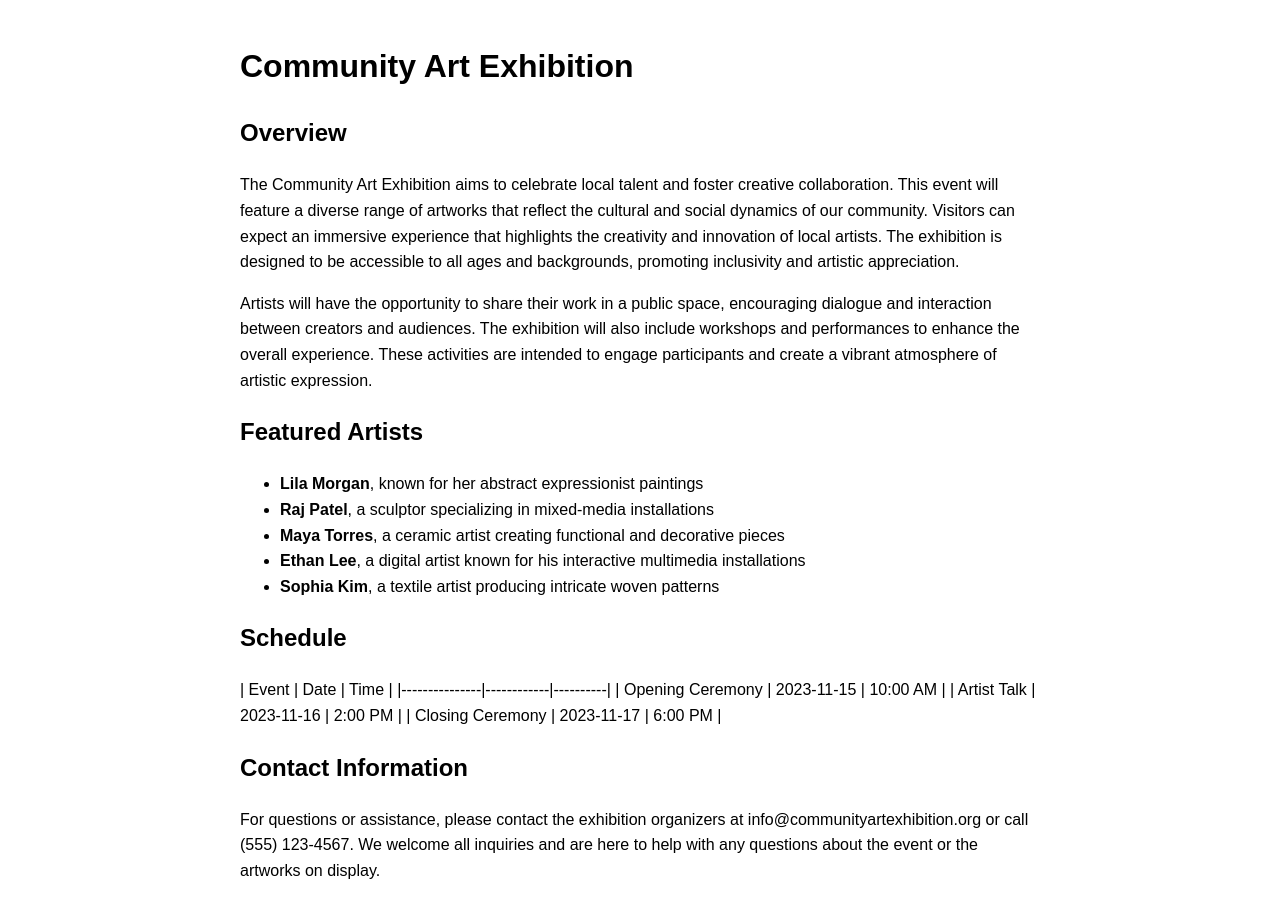 Community Art Exhibition
Overview
The Community Art Exhibition aims to celebrate local talent and foster creative collaboration. This event will
feature a diverse range of artworks that reflect the cultural and social dynamics of our community. Visitors can
expect an immersive experience that highlights the creativity and innovation of local artists. The exhibition is
designed to be accessible to all ages and backgrounds, promoting inclusivity and artistic appreciation.
Artists will have the opportunity to share their work in a public space, encouraging dialogue and interaction
between creators and audiences. The exhibition will also include workshops and performances to enhance the
overall experience. These activities are intended to engage participants and create a vibrant atmosphere of
artistic expression.
Featured Artists
• Lila Morgan, known for her abstract expressionist paintings
• Raj Patel, a sculptor specializing in mixed-media installations
• Maya Torres, a ceramic artist creating functional and decorative pieces
• Ethan Lee, a digital artist known for his interactive multimedia installations
• Sophia Kim, a textile artist producing intricate woven patterns
Schedule
| Event | Date | Time | |---------------|------------|----------| | Opening Ceremony | 2023-11-15 | 10:00 AM | | Artist Talk |
2023-11-16 | 2:00 PM | | Closing Ceremony | 2023-11-17 | 6:00 PM |
Contact Information
For questions or assistance, please contact the exhibition organizers at info@communityartexhibition.org or call
(555) 123-4567. We welcome all inquiries and are here to help with any questions about the event or the
artworks on display.